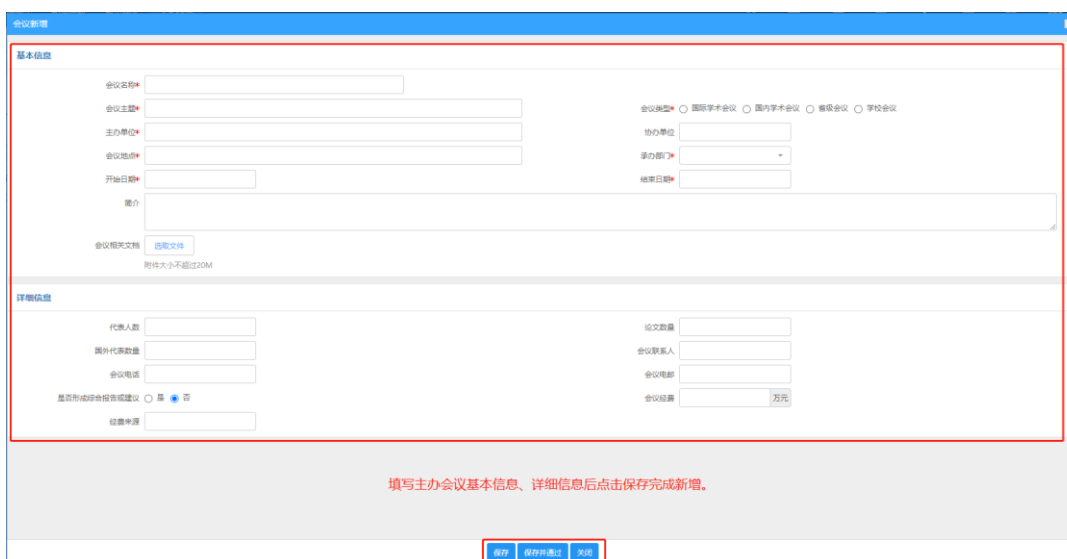 会议新增
基本信息
会议名称*
会议主题* 会议类型* 国际学术会议 国内学术会议 省级会议 学校会议
主办单位* 协办单位
会议地点* 承办部门*
开始日期* 结束日期*
简介
会议相关文档 选取文件
附件大小不超过20M
详细信息
代表人数 论文数量
国外代表数量 会议联系人
会议电话 会议电邮
是否形成综合报告或建议 是 否 会议经费 万元
经费来源
填写主办会议基本信息、详细信息后点击保存完成新增。
保存 保存并通过 关闭